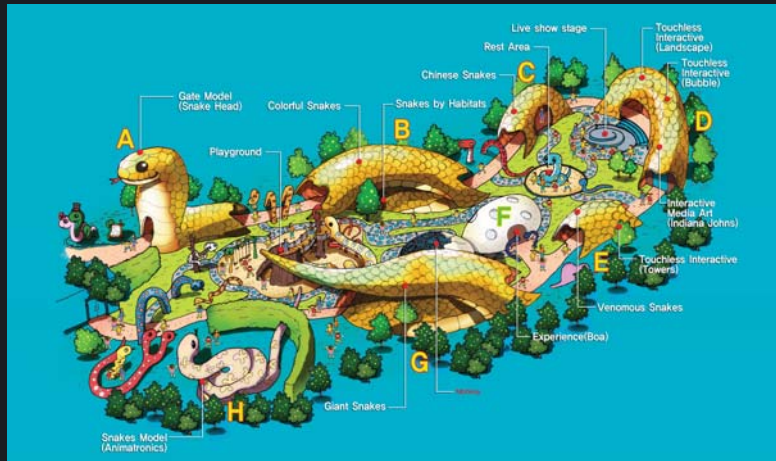 Live show stage
Touchless
Interactive
(Landscape)
Rest Area
Touchless
Interactive
(Bubble)
Chinese Snakes
C
Gate Model
(Snake Head)
Colorful Snakes
Snakes by Habitats
A
B
D
Playground
F
Interactive
Media Art
(Indiana Johns)
E
Touchless Interactive
(Towers)
Venomous Snakes
Experience(Boa)
G
H
Giant Snakes
Snakes Model
(Animatronics)